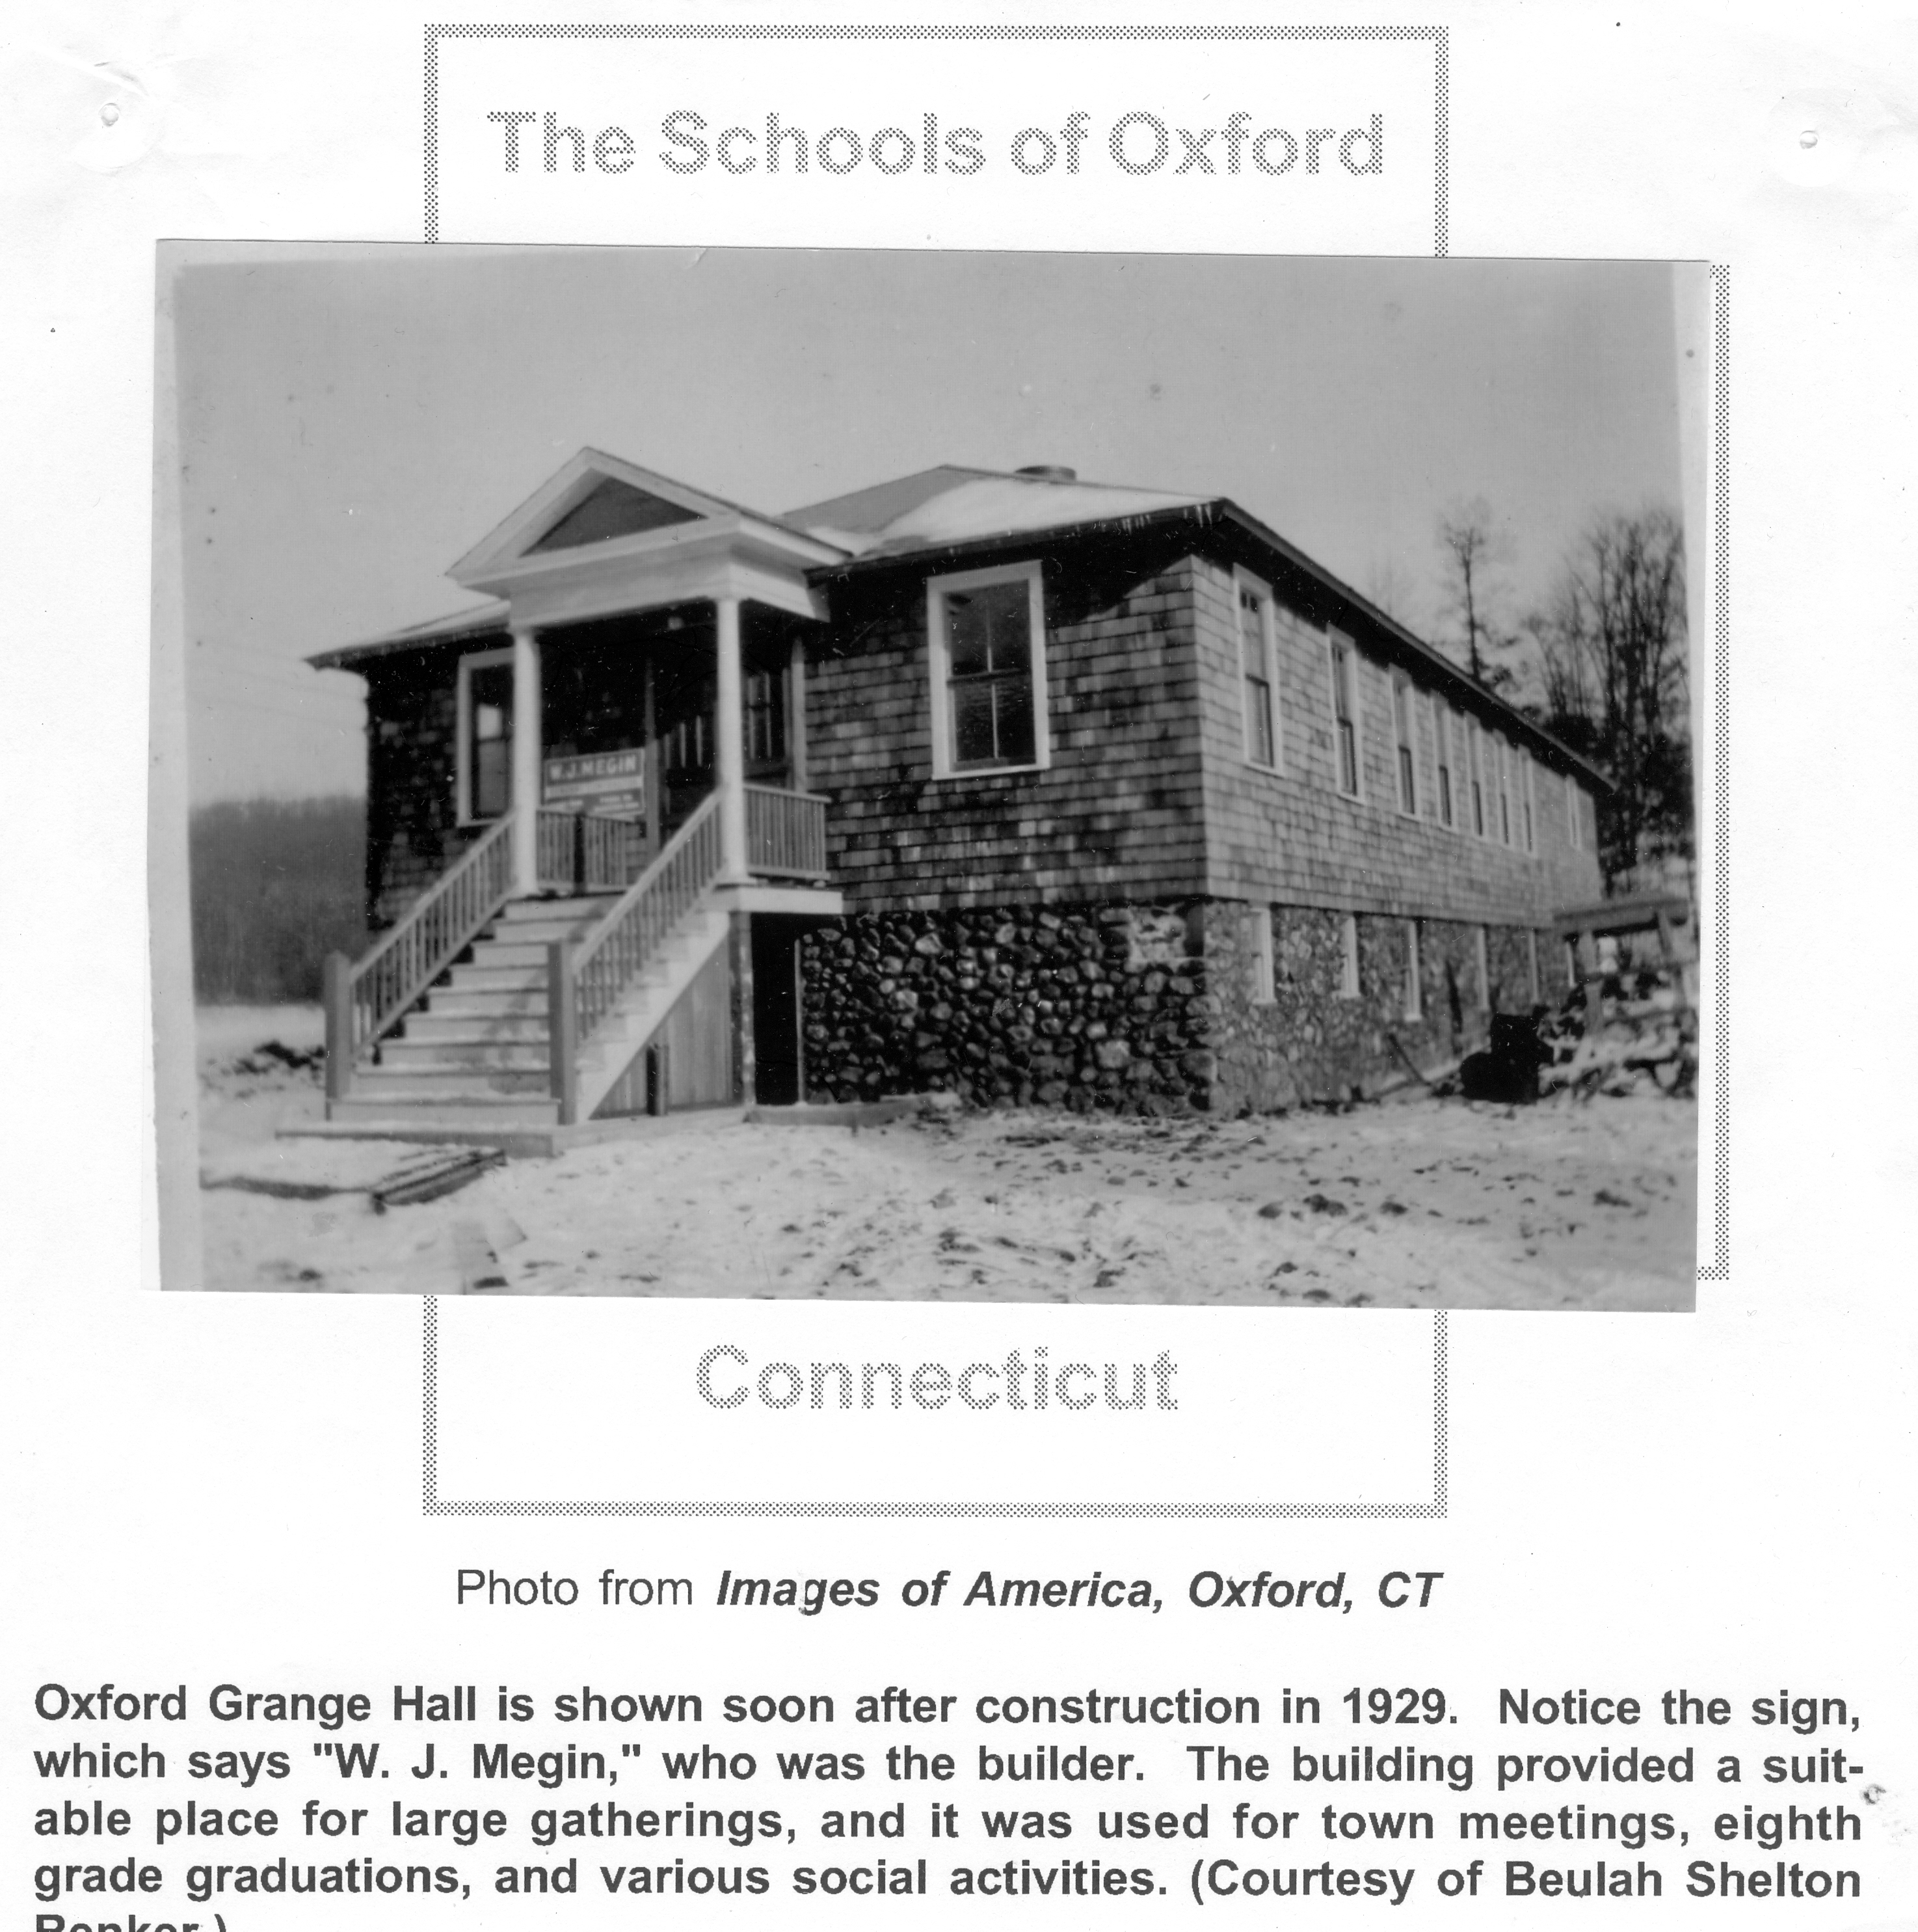 The Schools of Oxford
W.J. MEGIN
Connecticut
Photo from Images of America, Oxford, CT
Oxford Grange Hall is shown soon after construction in 1929. Notice the sign,
which says "W. J. Megin," who was the builder. The building provided a suit-
able place for large gatherings, and it was used for town meetings, eighth
grade graduations, and various social activities. (Courtesy of Beulah Shelton